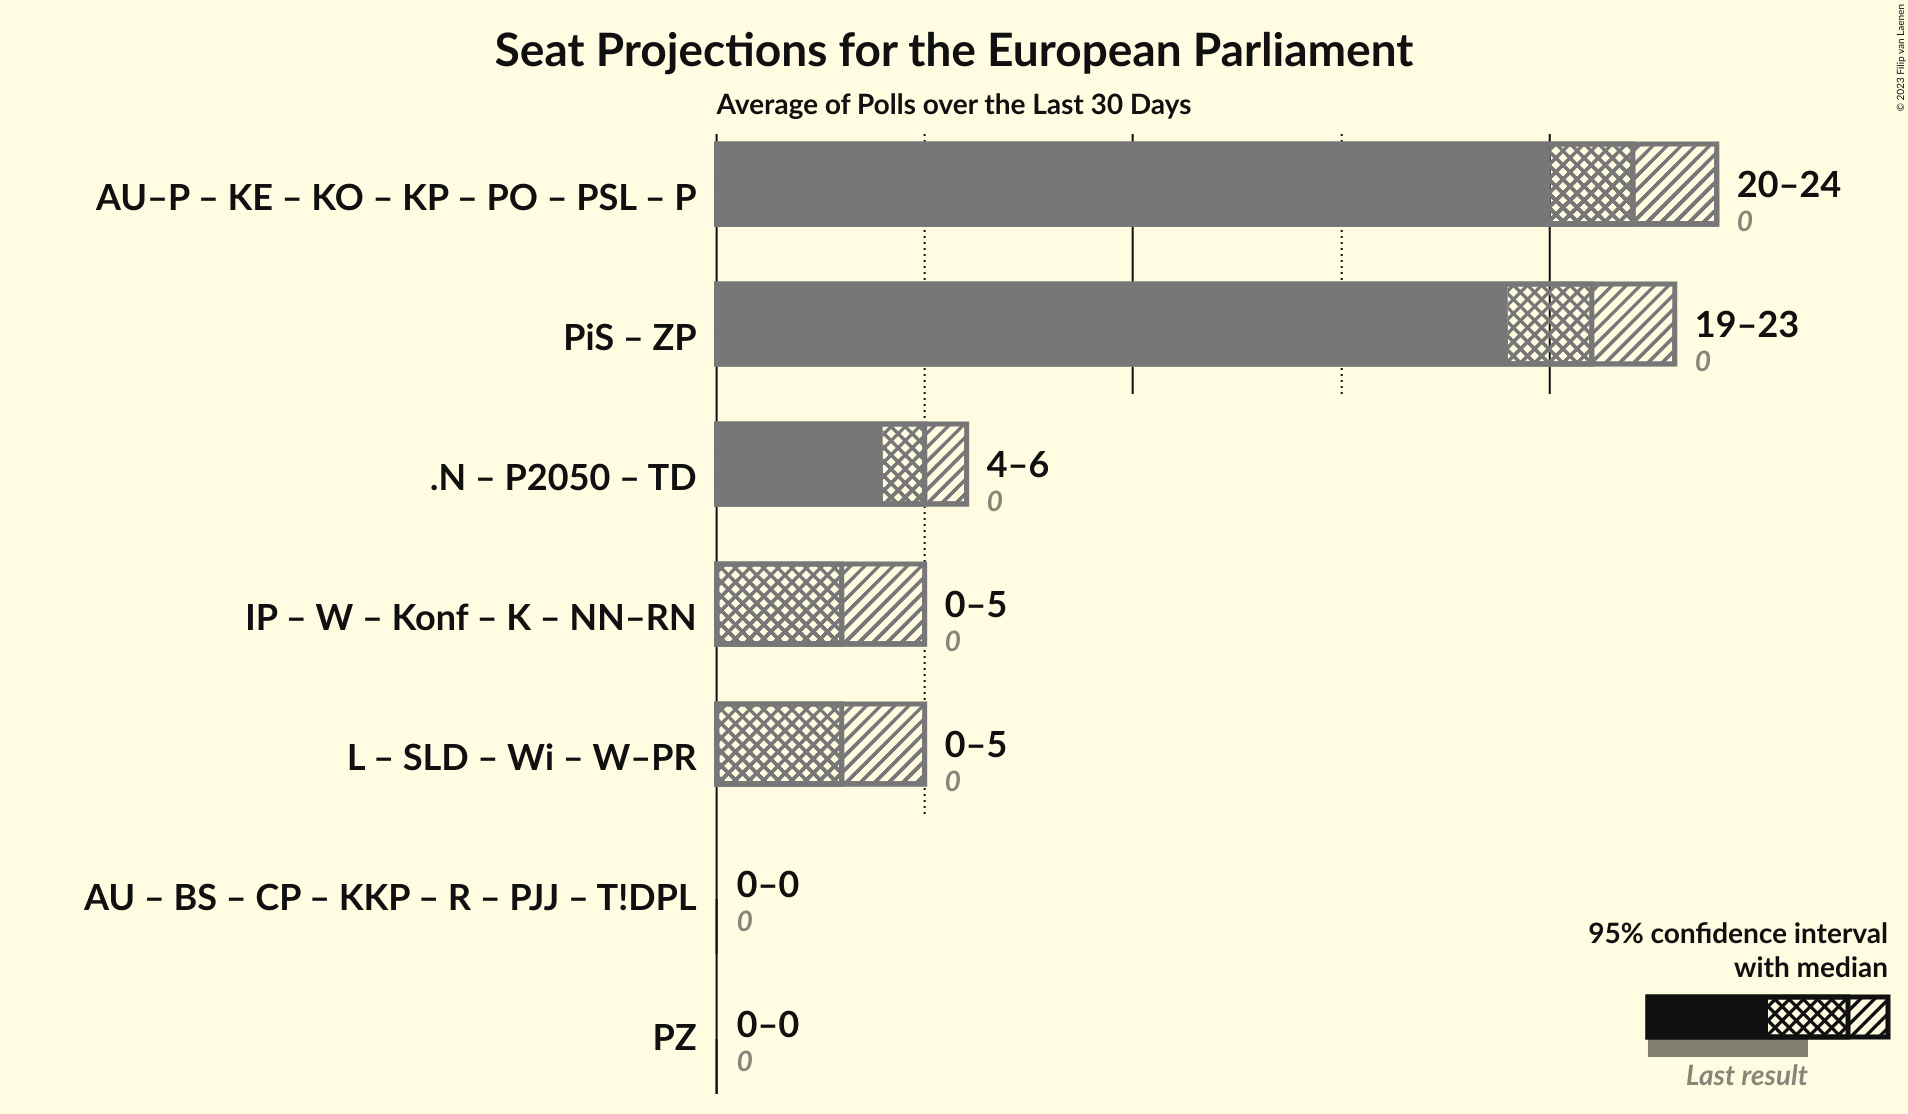 Seat Projections for the European Parliament
© 2023 Filip van Laenen
Average of Polls over the Last 30 Days
AU–P – KE – KO – KP – PO – PSL – P
20–24
0
PiS – ZP
19–23
0
.N – P2050 – TD
4–6
0
IP – W – Konf – K – NN–RN
0–5
0
L – SLD – Wi – W–PR
0–5
0
AU – BS – CP – KKP – R – PJJ – T!DPL
0–0
0
PZ
0–0
0
95% confidence interval
with median
Last result